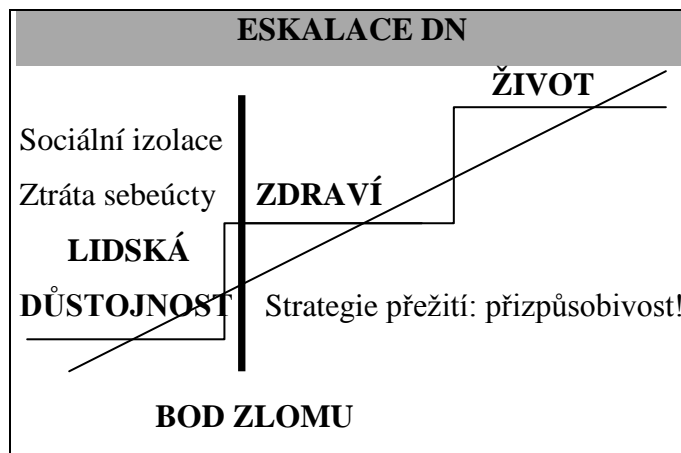 ESKALACE DN
ŽIVOT
Sociální izolace
Ztráta sebeúcty
ZDRAVÍ
LIDSKÁ
DŮSTOJNOST
Strategie přežití: přizpůsobivost!
BOD ZLOMU